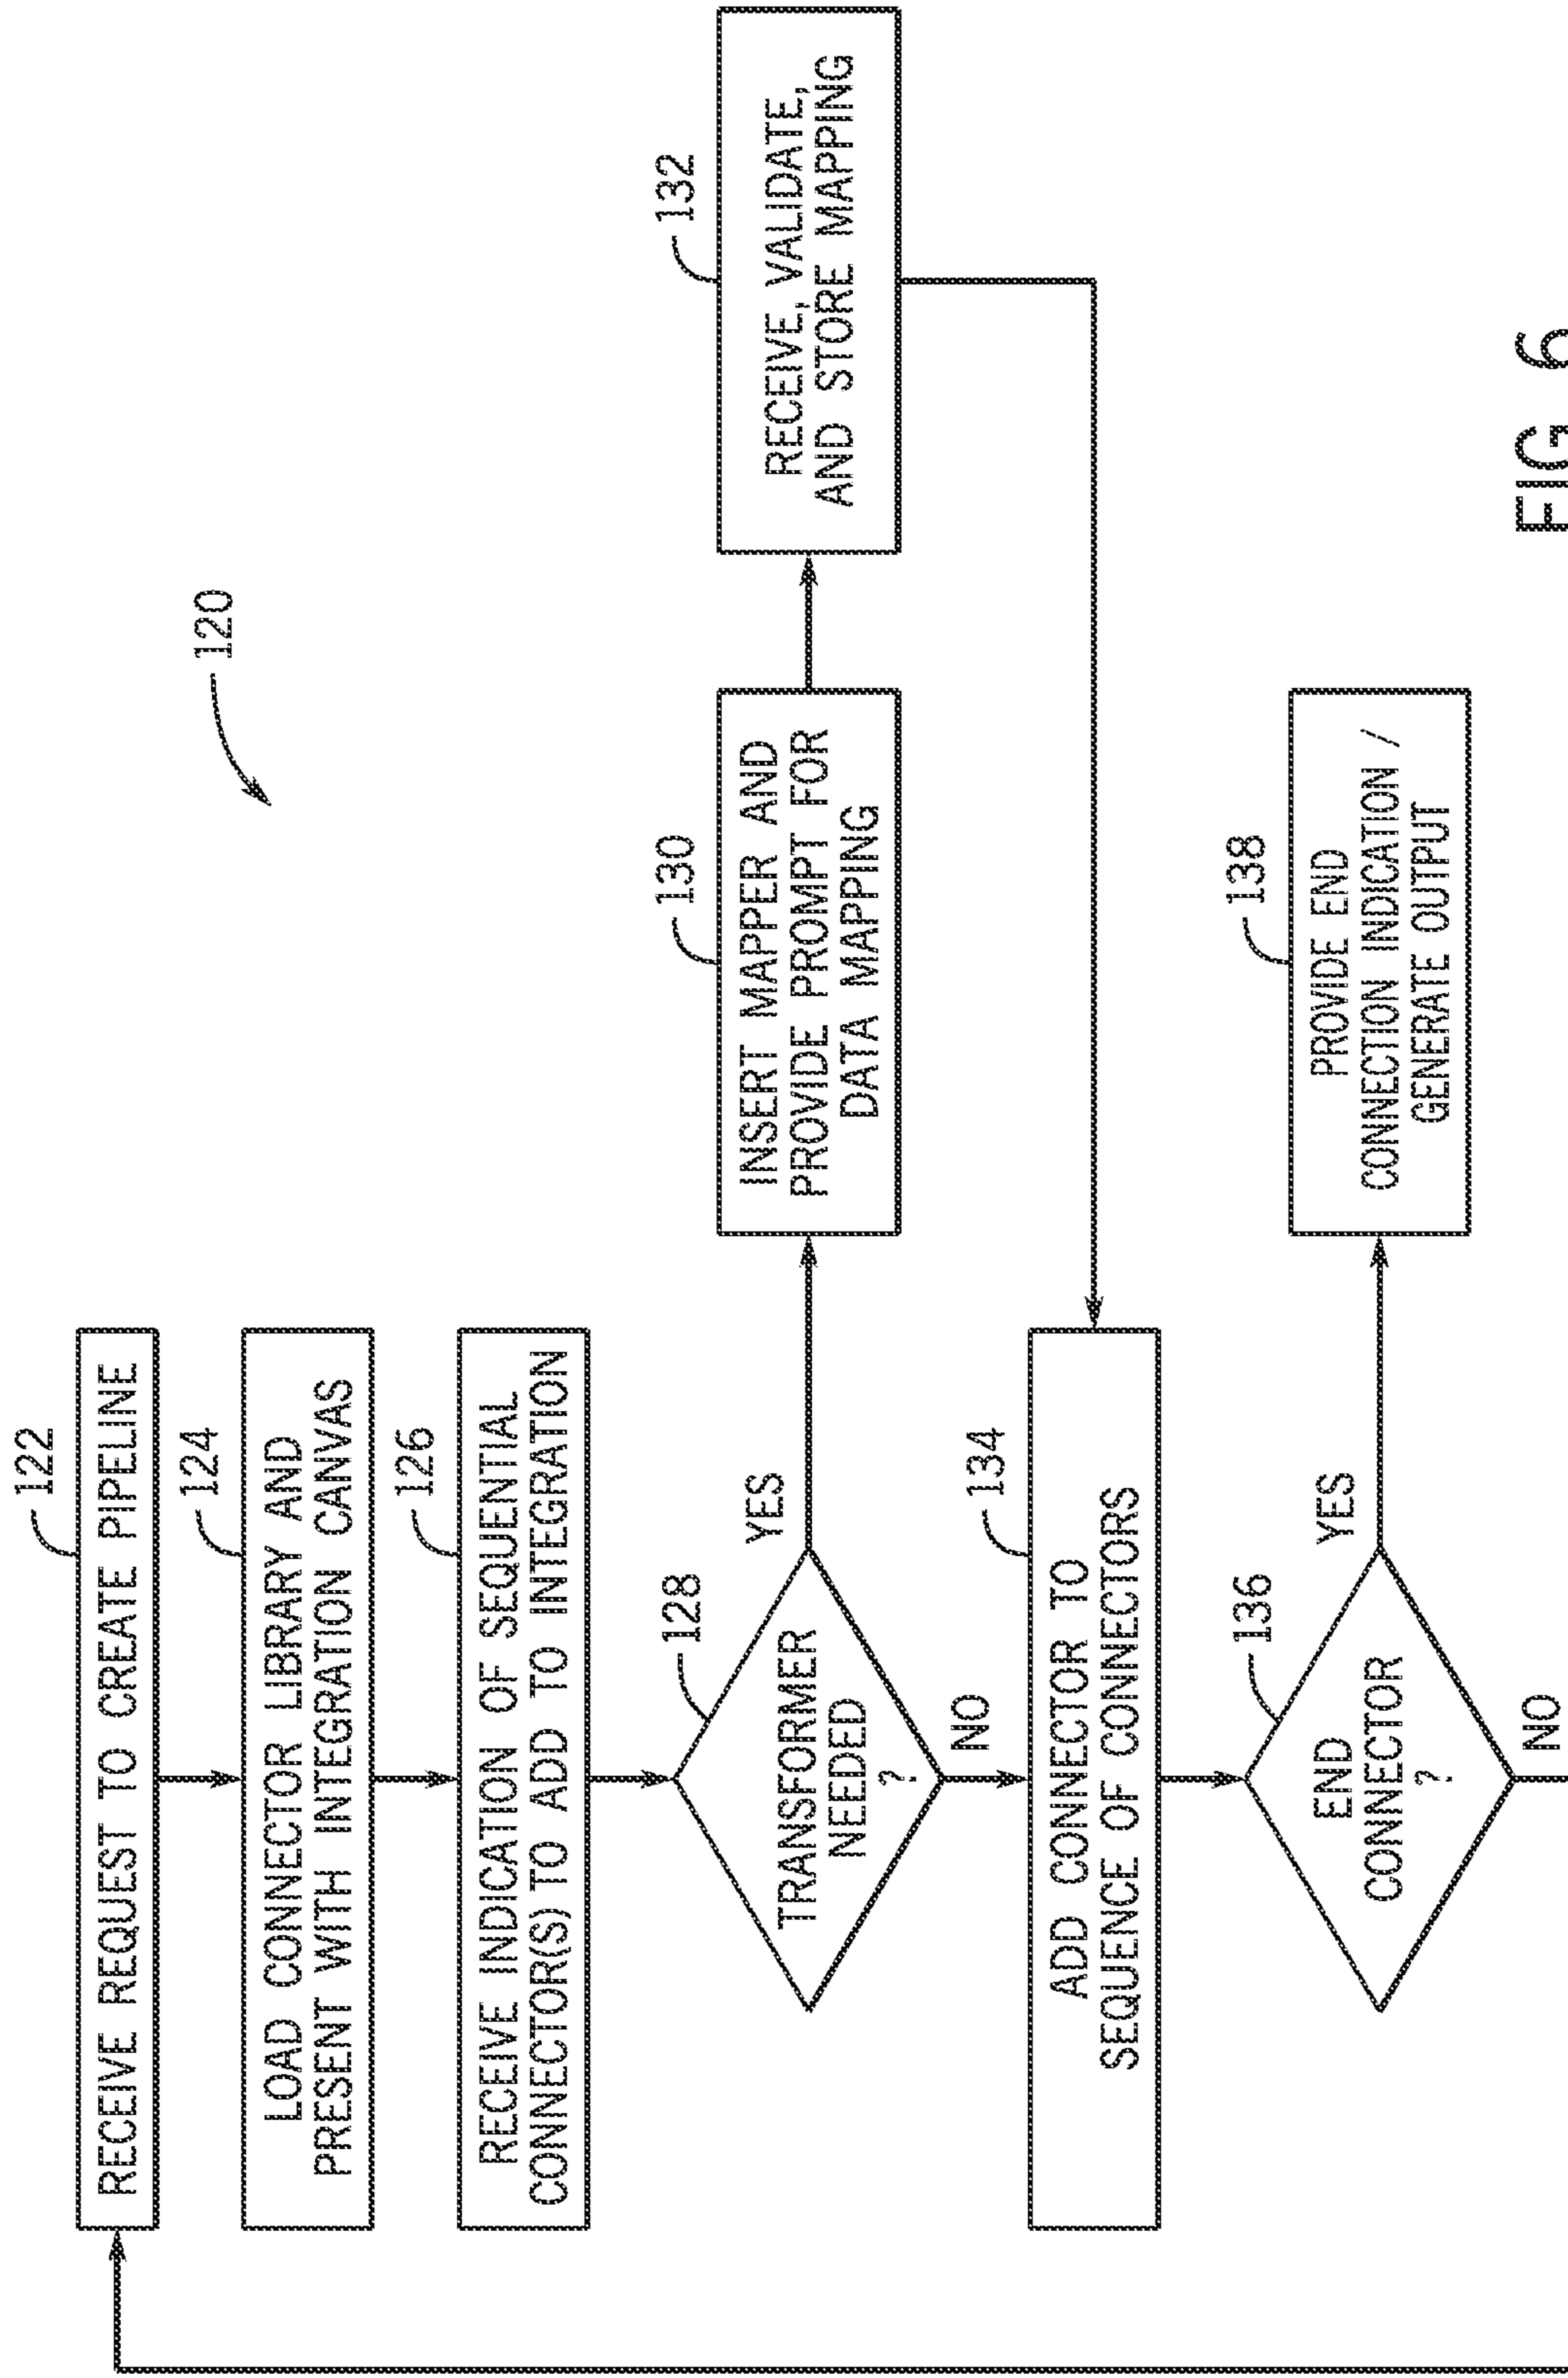 120
122
RECEIVE REQUEST TO CREATE PIPELINE
124
LOAD CONNECTOR LIBRARY AND
PRESENT WITH INTEGRATION CANVAS
126
RECEIVE INDICATION OF SEQUENTIAL
CONNECTOR(S) TO ADD TO INTEGRATION
128
TRANSFORMER
NEEDED
?
YES
NO
130
INSERT MAPPER AND
PROVIDE PROMPT FOR
DATA MAPPING
132
RECEIVE, VALIDATE,
AND STORE MAPPING
134
ADD CONNECTOR TO
SEQUENCE OF CONNECTORS
136
END
CONNECTOR
?
YES
NO
138
PROVIDE END
CONNECTION INDICATION /
GENERATE OUTPUT
FIG 6